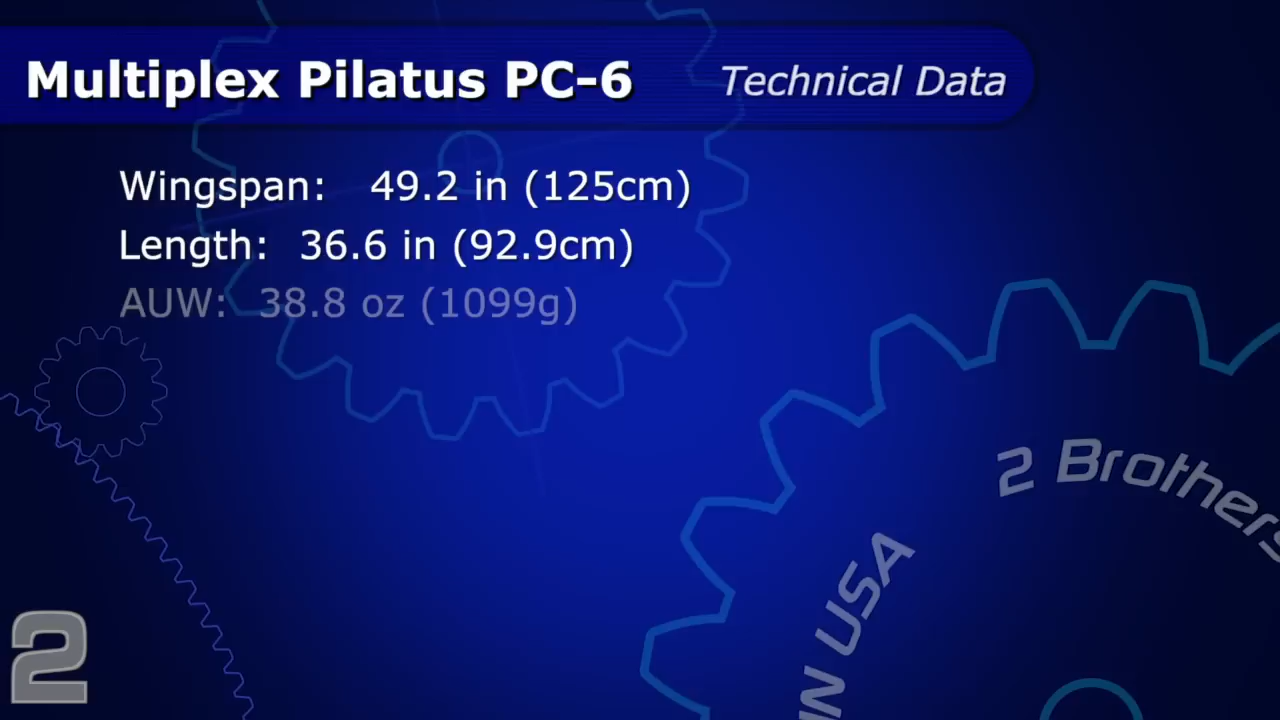 Multiplex Pilatus PC-6 Technical Data
Wingspan: 49.2 in (125cm)
Length: 36.6 in (92.9cm)
AUW: 38.8 oz (1099g)
2 Brothers
IN USA
2